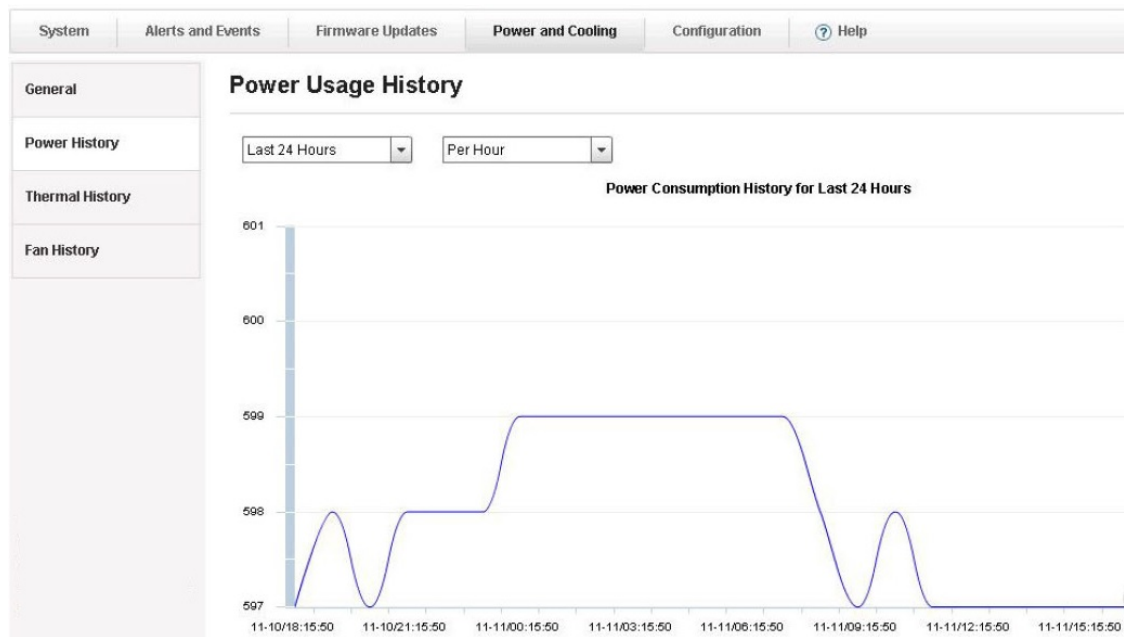 System Alerts and Events Firmware Updates Power and Cooling Configuration ? Help
General
Power History
Thermal History
Fan History
Power Usage History
Last 24 Hours Per Hour
Power Consumption History for Last 24 Hours
601
600
599
598
597
11-10/18:15:50 11-10/21:15:50 11-11/00:15:50 11-11/03:15:50 11-11/06:15:50 11-11/09:15:50 11-11/12:15:50 11-11/15:15:50